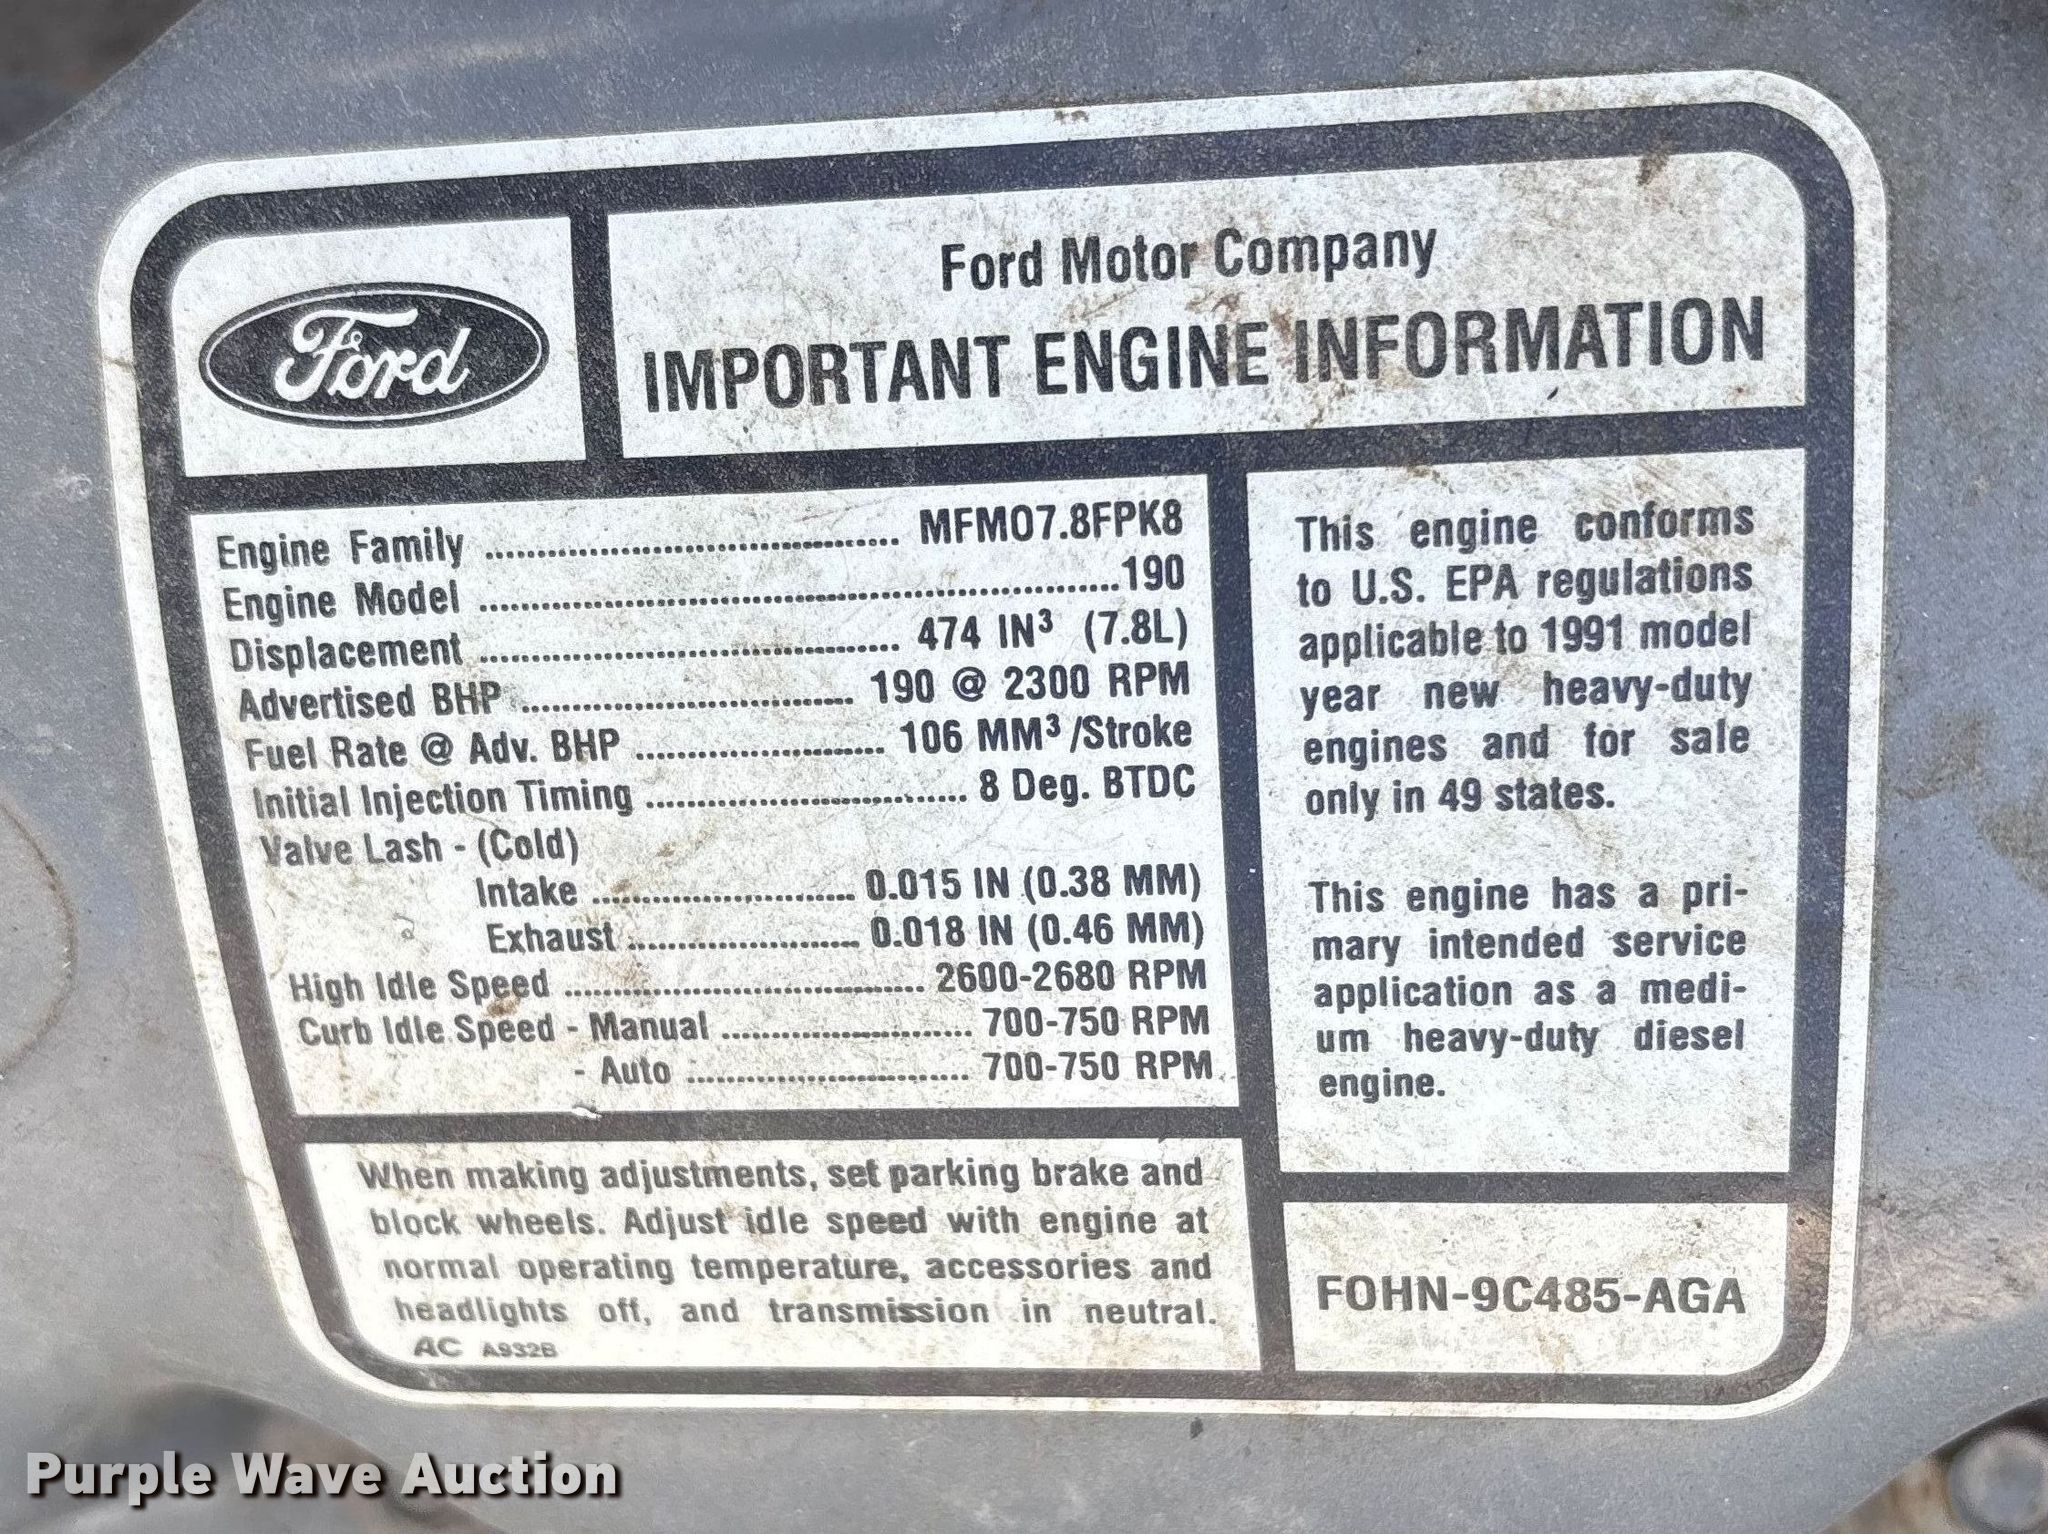 Ford
Ford Motor Company
IMPORTANT ENGINE INFORMATION
Engine Family ........ MFM07.8FPK8
Engine Model ........ 190
Displacement ........ 474 IN³ (7.8L)
Advertised BHP ........ 190 @ 2300 RPM
Fuel Rate @ Adv. BHP ........ 106 MM³/Stroke
Initial Injection Timing ........ 8 Deg. BTDC
Valve Lash - (Cold)
Intake ........ 0.015 IN (0.38 MM)
Exhaust ........ 0.018 IN (0.46 MM)
High Idle Speed ........ 2600-2680 RPM
Curb Idle Speed - Manual ........ 700-750 RPM
- Auto ........ 700-750 RPM
This engine conforms
to U.S. EPA regulations
applicable to 1991 model
year new heavy-duty
engines and for sale
only in 49 states.
This engine has a pri-
mary intended service
application as a medi-
um heavy-duty diesel
engine.
When making adjustments, set parking brake and
block wheels. Adjust idle speed with engine at
normal operating temperature, accessories and
headlights off, and transmission in neutral.
AC A932B
FOHN-9C485-AGA
Purple Wave Auction